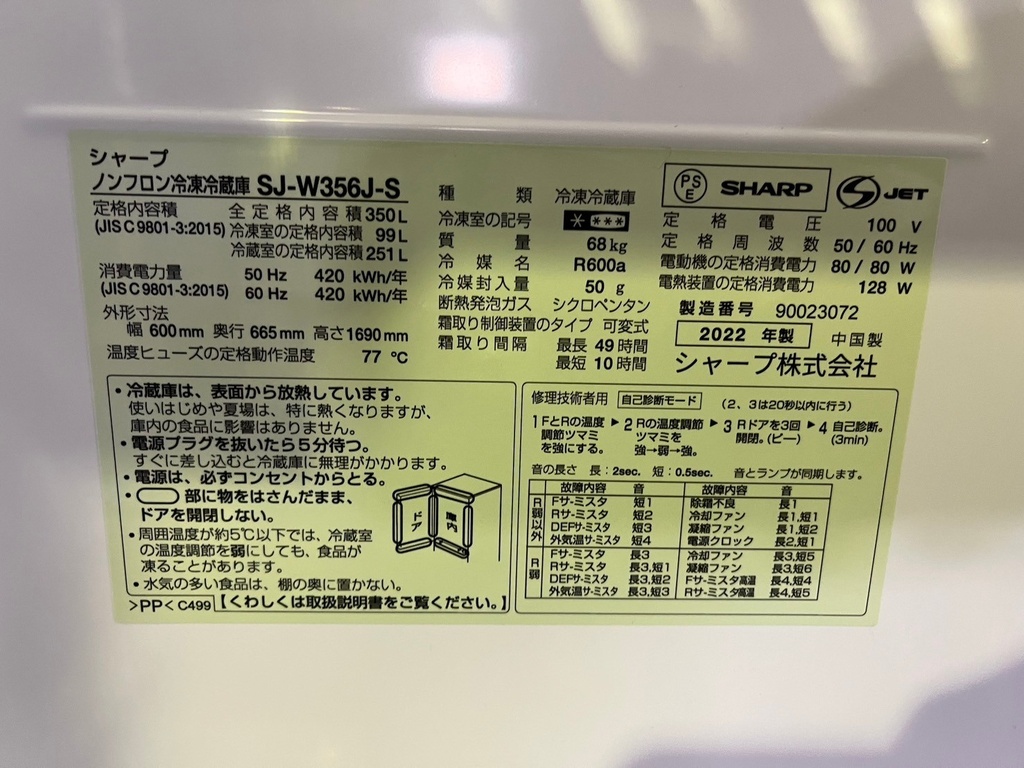 シャープ
ノンフロン冷凍冷蔵庫 SJ-W356J-S
定格内容積 全定格内容積 350 L
(JIS C 9801-3:2015) 冷凍室の定格内容積 99 L
冷蔵室の定格内容積 251 L
消費電力量 50 Hz 420 kWh/年
(JIS C 9801-3:2015) 60 Hz 420 kWh/年
外形寸法
幅 600 mm 奥行 665 mm 高さ 1690 mm
温度ヒューズの定格動作温度 77 ℃
種類 冷凍冷蔵庫
冷凍室の記号 * ***
質量 68 kg
冷媒名 R600a
冷媒封入量 50 g
断熱発泡ガス シクロペンタン
霜取り制御装置のタイプ 可変式
霜取り間隔 最長 49 時間
最短 10 時間
PS E SHARP S JET
定格電圧 100 V
定格周波数 50 / 60 Hz
電動機の定格消費電力 80 / 80 W
電熱装置の定格消費電力 128 W
製造番号 90023072
2022 年製 中国製
シャープ株式会社
・冷蔵庫は、表面から放熱しています。
使いはじめや夏場は、特に熱くなりますが、
庫内の食品に影響はありません。
・電源プラグを抜いたら5分待つ。
すぐに差し込むと冷蔵庫に無理がかかります。
・電源は、必ずコンセントからとる。
・ 部に物をはさんだまま、
ドアを開閉しない。
ドア 庫内
・周囲温度が約5℃以下では、冷蔵室
の温度調節を弱にしても、食品が
凍ることがあります。
・水気の多い食品は、棚の奥に置かない。
>PP< C499 【くわしくは取扱説明書をご覧ください。】
修理技術者用 自己診断モード (2、3は20秒以内に行う)
1 FとRの温度 調節ツマミ を強にする。 ▶ 2 Rの温度調節 ツマミを 強→弱→強。 ▶ 3 Rドアを3回 開閉。(ピー) ▶ 4 自己診断。 (3min)
音の長さ 長:2sec. 短:0.5sec. 音とランプが同期します。
故障内容 音 故障内容 音
R弱以外 Fサ-ミスタ 短1 除霜不良 長1
Rサ-ミスタ 短2 冷却ファン 長1,短1
DEFサ-ミスタ 短3 凝縮ファン 長1,短2
外気温サ-ミスタ 短4 電源クロック 長2,短1
R弱 Fサ-ミスタ 長3 冷却ファン 長3,短5
Rサ-ミスタ 長3,短1 凝縮ファン 長3,短6
DEFサ-ミスタ 長3,短2 Fサ-ミスタ高温 長4,短4
外気温サ-ミスタ 長3,短3 Rサ-ミスタ高温 長4,短5